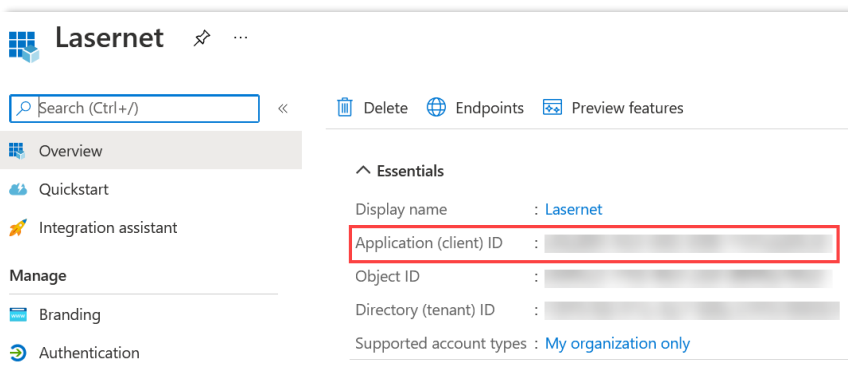 Lasernet
Search (Ctrl+/)
Overview
Quickstart
Integration assistant
Manage
Branding
Authentication
Delete Endpoints Preview features
Essentials
Display name : Lasernet
Application (client) ID :
Object ID :
Directory (tenant) ID :
Supported account types : My organization only